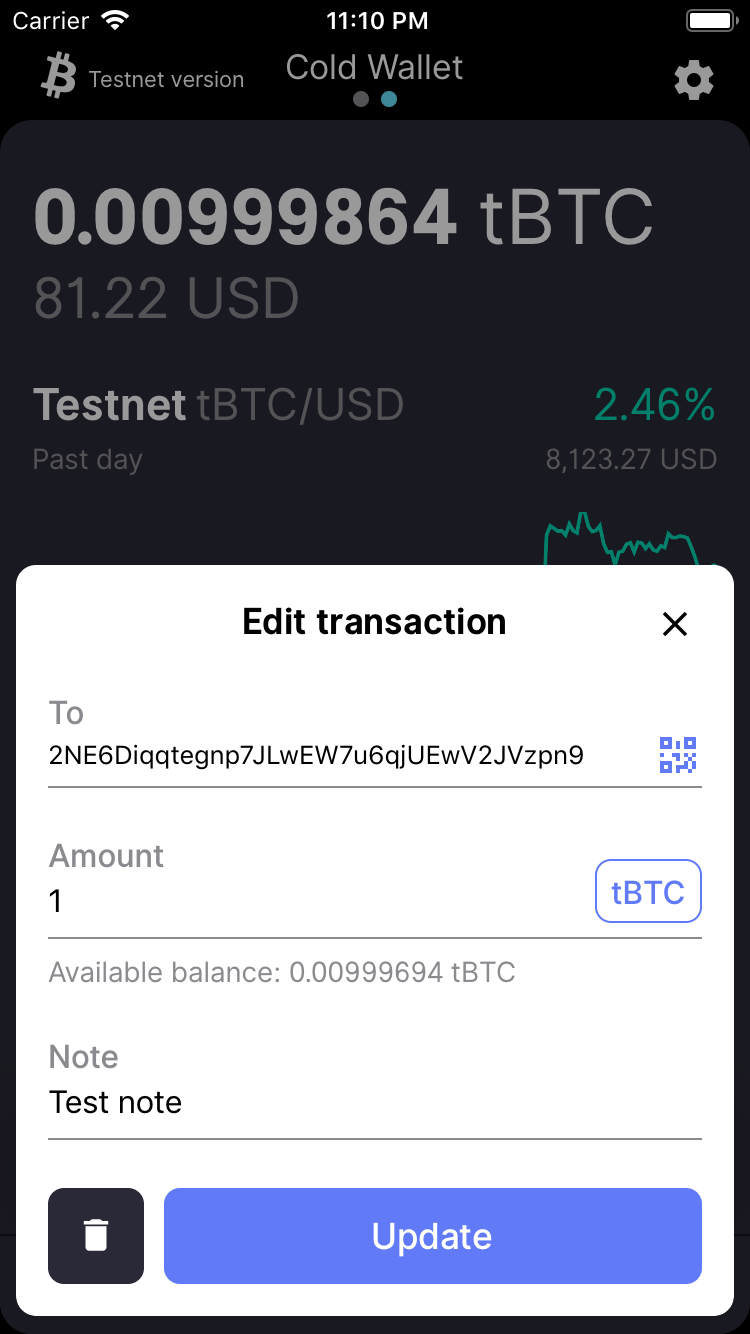 Carrier 11:10 PM
Testnet version Cold Wallet
0.00999864 tBTC
81.22 USD
Testnet tBTC/USD 2.46%
Past day 8,123.27 USD
Edit transaction
To
2NE6Diqqtegnp7JLwEW7u6qjUEwV2JVzpn9
Amount
1 tBTC
Available balance: 0.00999694 tBTC
Note
Test note
Update